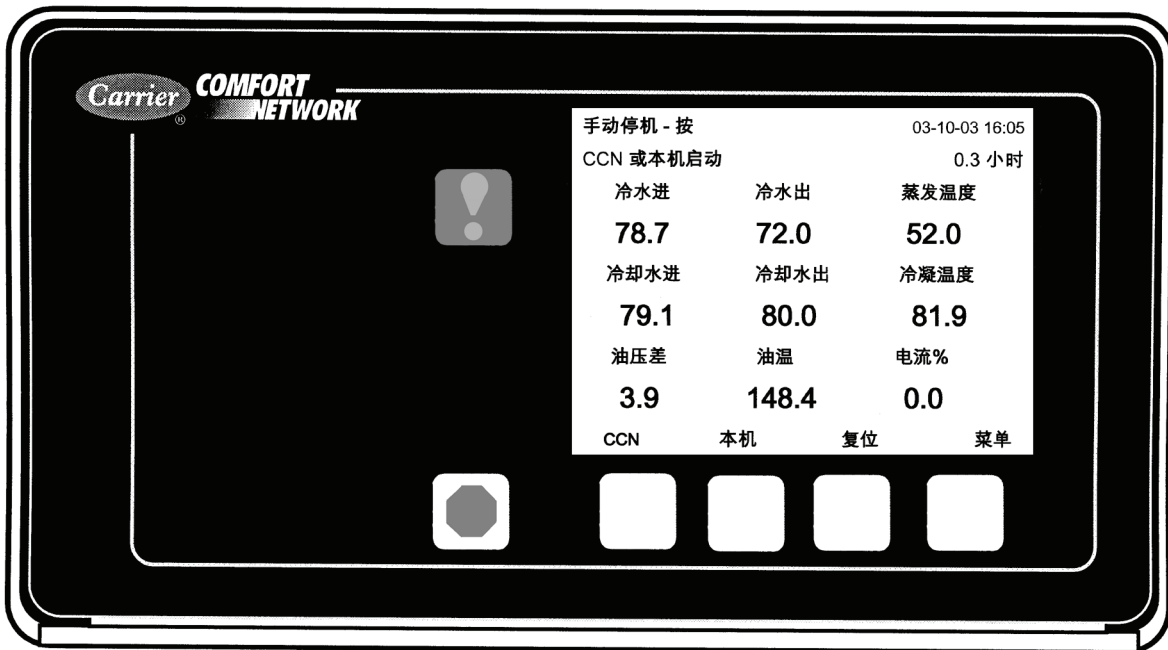 Carrier
®
COMFORT
NETWORK
手动停机 - 按 03-10-03 16:05
CCN 或本机启动 0.3 小时
冷水进 冷水出 蒸发温度
78.7 72.0 52.0
冷却水进 冷却水出 冷凝温度
79.1 80.0 81.9
油压差 油温 电流%
3.9 148.4 0.0
CCN 本机 复位 菜单